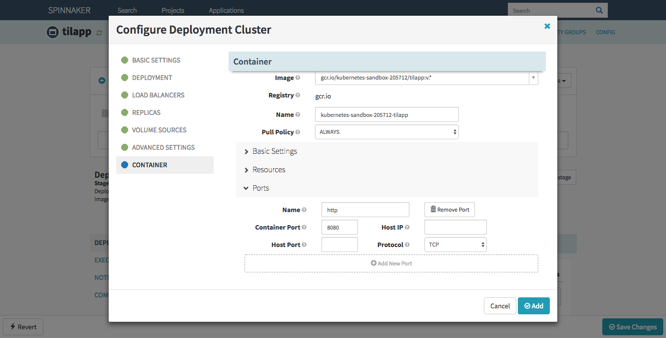 SPINNAKER Search Projects Applications Search
tilapp
GROUPS CONFIG
Configure Deployment Cluster
BASIC SETTINGS
DEPLOYMENT
LOAD BALANCERS
REPLICAS
VOLUME SOURCES
ADVANCED SETTINGS
CONTAINER
Container
Image gcr.io/kubernetes-sandbox-205712/tilapp:v.*
Registry gcr.io
Name kubernetes-sandbox-205712-tilapp
Pull Policy ALWAYS
Basic Settings
Resources
Ports
Name http Remove Port
Container Port 8080 Host IP
Host Port Protocol TCP
Add New Port
Cancel Add
Dep
Stage
Deplo
image
DEPL
EXEC
NOTI
COM
stage
Revert Save Changes